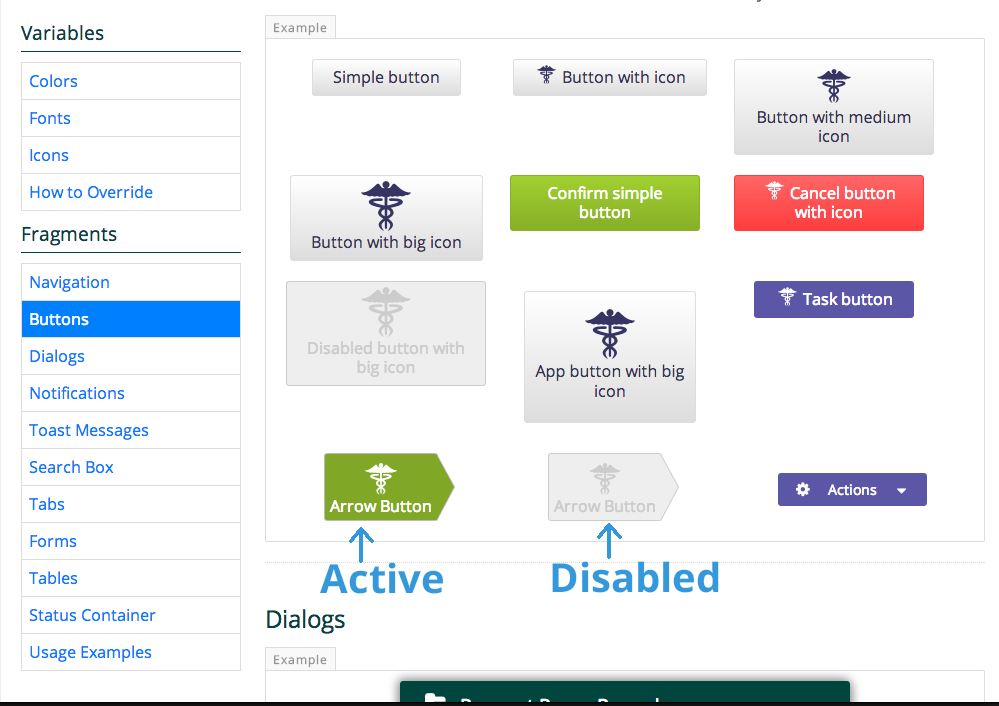 Variables
Colors
Fonts
Icons
How to Override
Fragments
Navigation
Buttons
Dialogs
Notifications
Toast Messages
Search Box
Tabs
Forms
Tables
Status Container
Usage Examples
Example
Simple button
Button with icon
Button with medium
icon
Button with big icon
Confirm simple
button
Cancel button
with icon
Disabled button with
big icon
App button with big
icon
Task button
Arrow Button
Arrow Button
Actions
Active
Disabled
Dialogs
Example